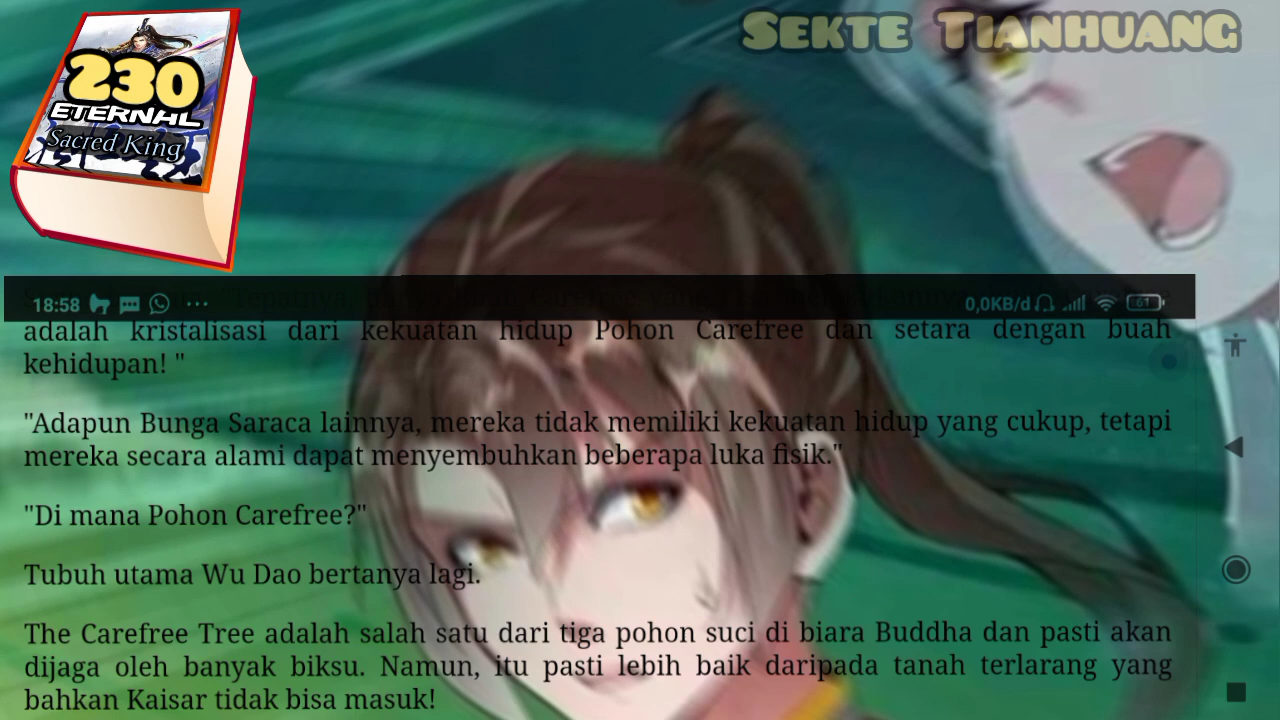 SEKTE TIANHUANG
230
ETERNAL
Sacred King
18:58
0,0KB/d
61
adalah kristalisasi dari kekuatan hidup Pohon Carefree dan setara dengan buah
kehidupan! "
"Adapun Bunga Saraca lainnya, mereka tidak memiliki kekuatan hidup yang cukup, tetapi
mereka secara alami dapat menyembuhkan beberapa luka fisik."
"Di mana Pohon Carefree?"
Tubuh utama Wu Dao bertanya lagi.
The Carefree Tree adalah salah satu dari tiga pohon suci di biara Buddha dan pasti akan
dijaga oleh banyak biksu. Namun, itu pasti lebih baik daripada tanah terlarang yang
bahkan Kaisar tidak bisa masuk!